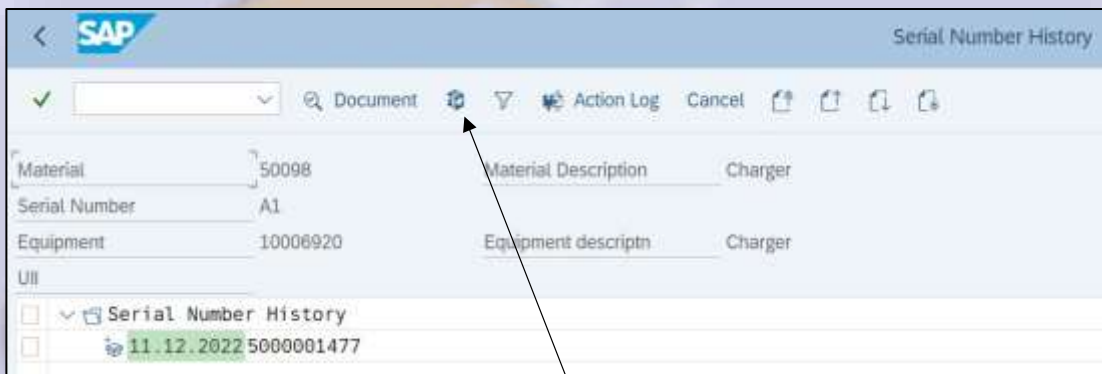 SAP
Serial Number History
Document Action Log Cancel
Material 50098 Material Description Charger
Serial Number A1
Equipment 10006920 Equipment descriptn Charger
UII
Serial Number History
11.12.2022 5000001477